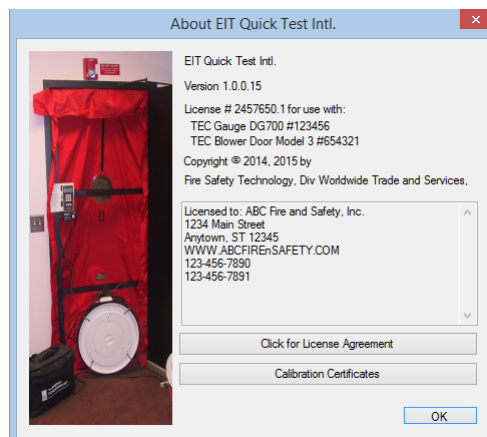 About EIT Quick Test Intl.
EIT Quick Test Intl.
Version 1.0.0.15
License # 2457650.1 for use with:
TEC Gauge DG700 #123456
TEC Blower Door Model 3 #654321
Copyright © 2014, 2015 by
Fire Safety Technology, Div Worldwide Trade and Services,
Licensed to: ABC Fire and Safety, Inc.
1234 Main Street
Anytown, ST 12345
WWW.ABCFIREnSAFETY.COM
123-456-7890
123-456-7891
Click for License Agreement
Calibration Certificates
OK